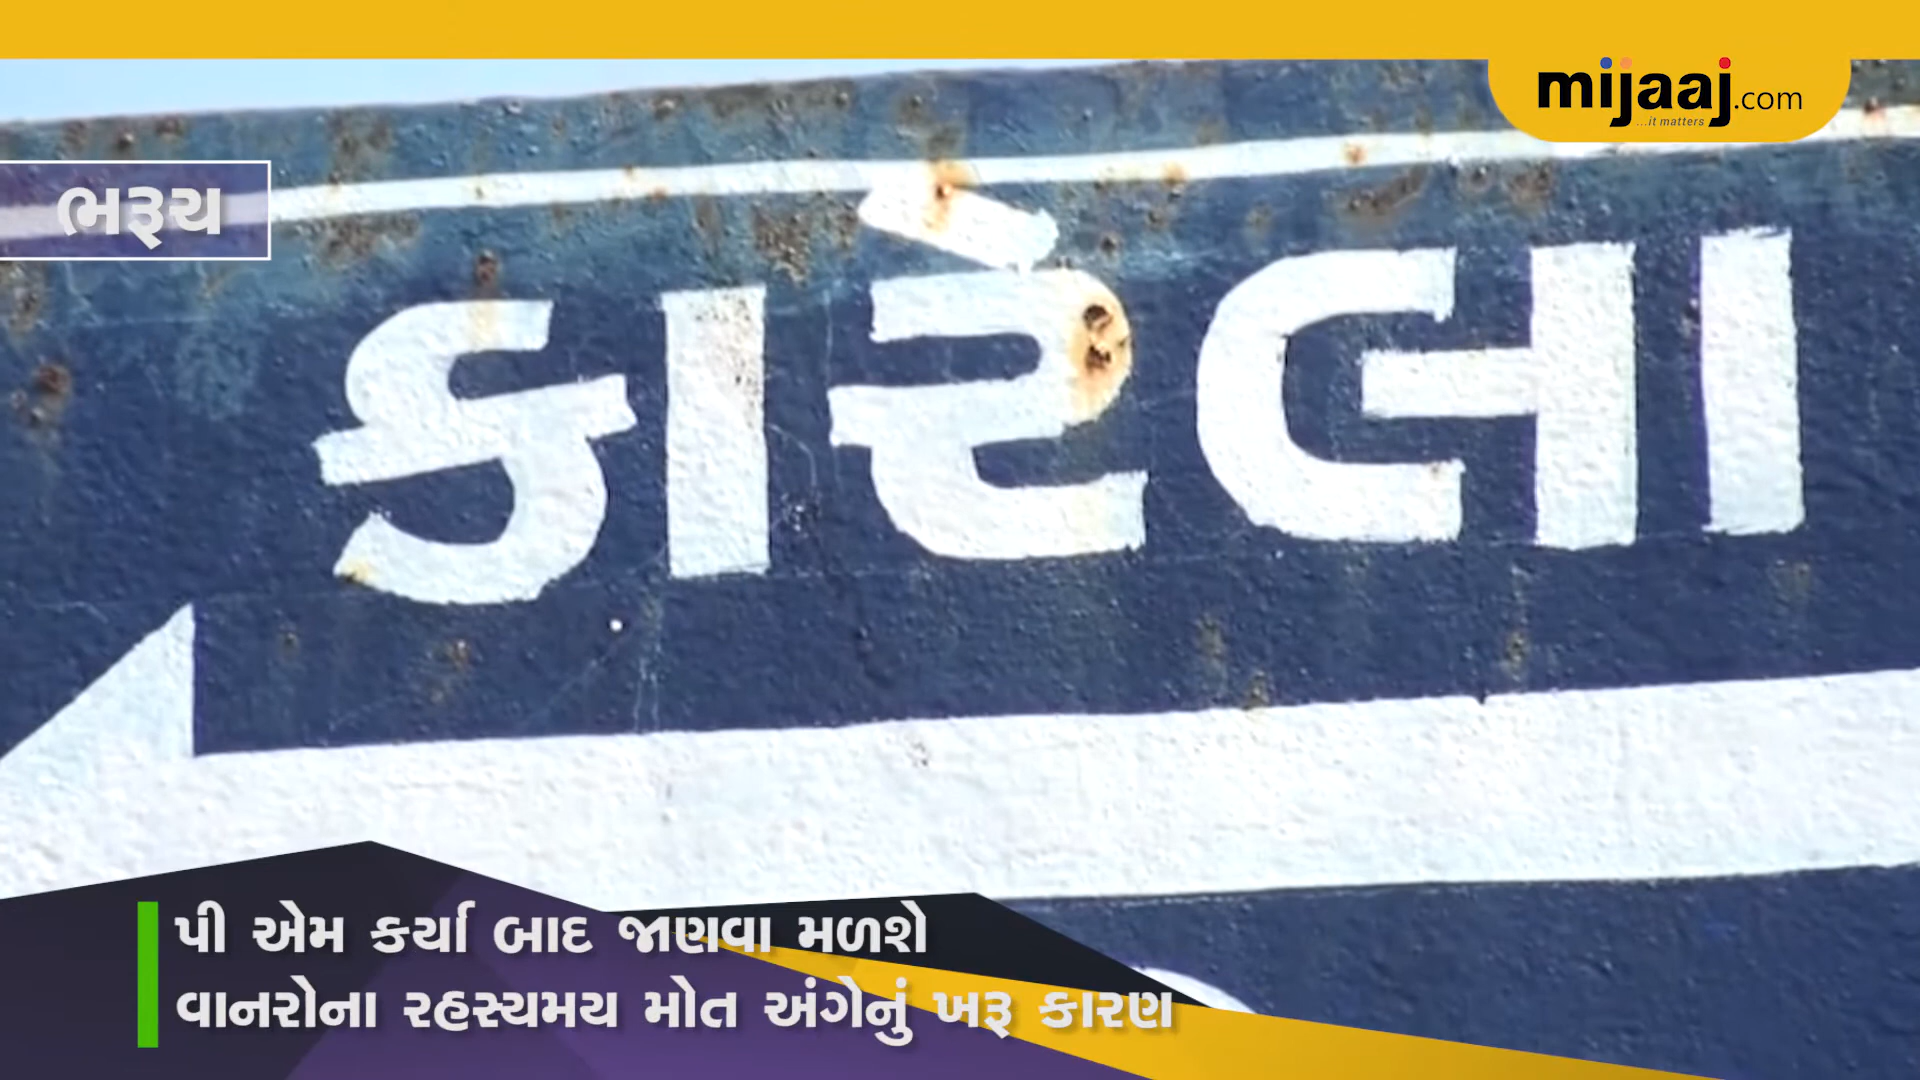 mijaaj.com
...it matters
ભરૂચ
કારેલા
પી એમ કર્યા બાદ જાણવા મળશે
વાનરોના રહસ્યમય મોત અંગેનું ખરૂ કારણ